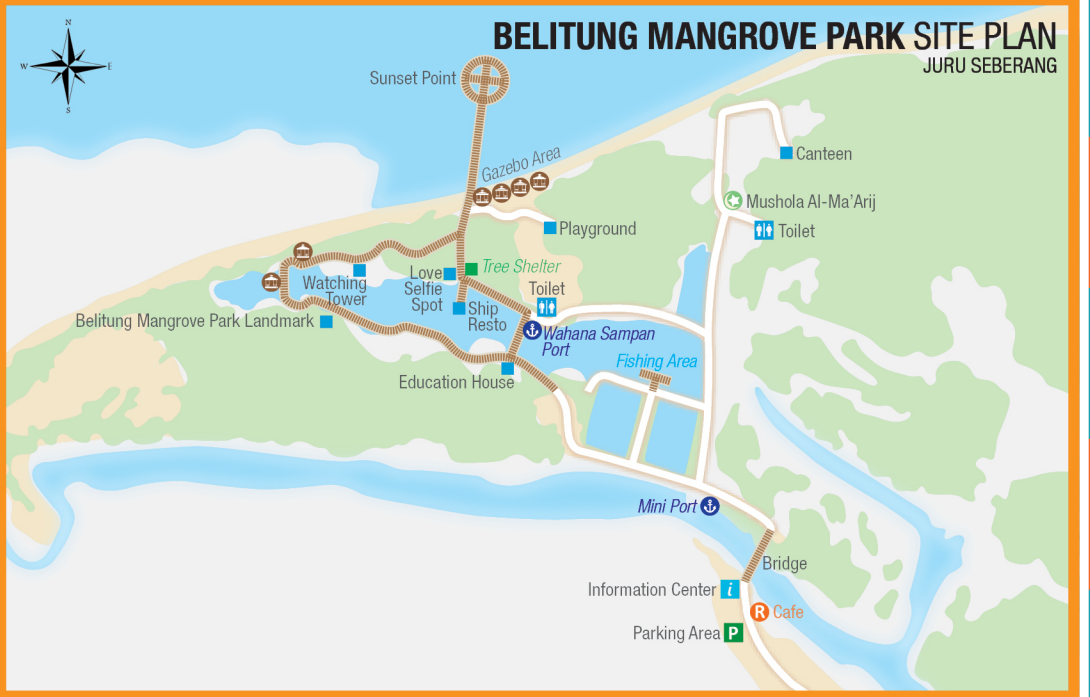 BELITUNG MANGROVE PARK SITE PLAN
JURU SEBERANG
N
W
E
S
Sunset Point
Gazebo Area
Canteen
Mushola Al-Ma'Arij
Toilet
Playground
Tree Shelter
Watching
Tower
Love
Selfie
Spot
Toilet
Ship
Resto
Belitung Mangrove Park Landmark
Wahana Sampan
Port
Fishing Area
Education House
Mini Port
Bridge
Information Center
i
R
Cafe
Parking Area
P